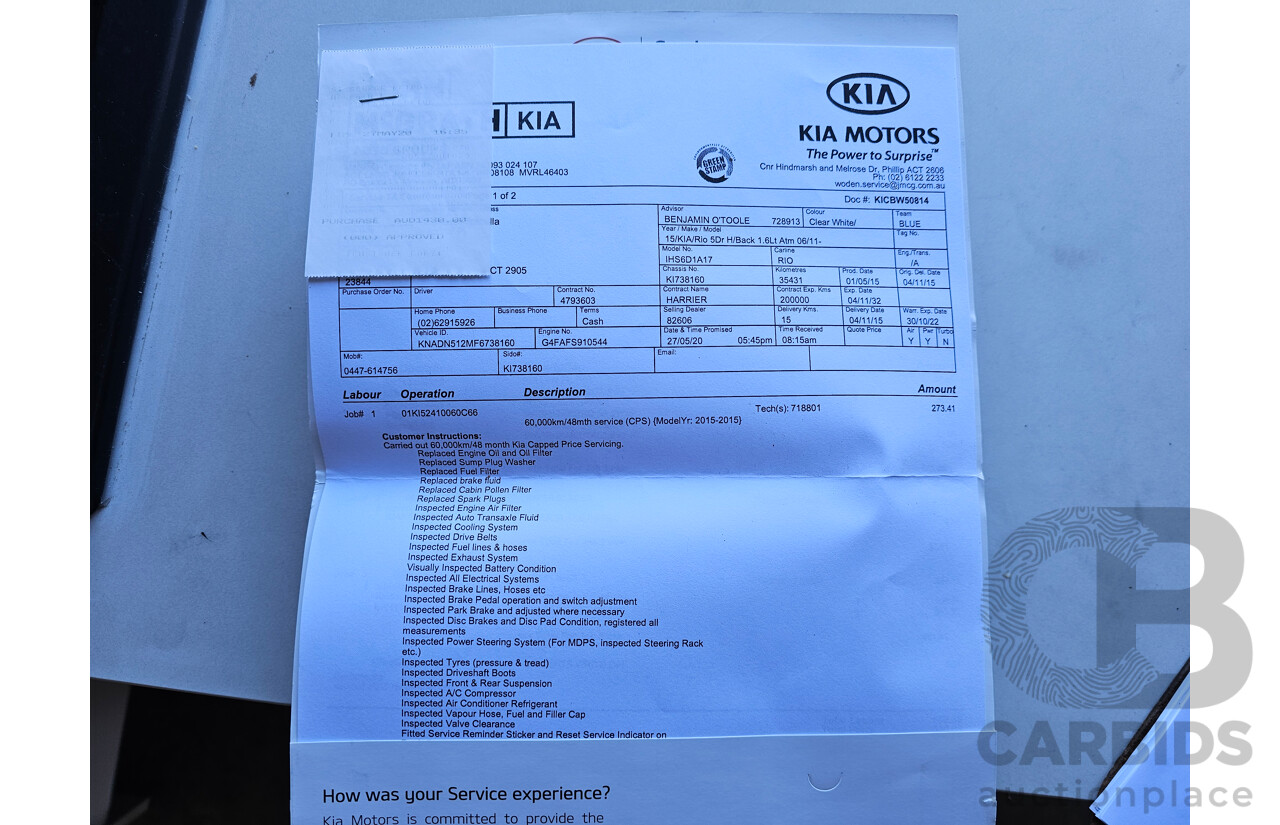 KIA
KIA
KIA MOTORS
The Power to Surprise™
GREEN STAMP
093 024 107
08108 MVRL46403
Cnr Hindmarsh and Melrose Dr, Phillip ACT 2606
Ph: (02) 6122 2233
woden.service@jmcg.com.au
1 of 2
Doc #: KICBW50814
PURCHASE AUD1430.00
APPROVED
Advisor
BENJAMIN O'TOOLE 728913
Colour
Clear White/
Team
BLUE
Year / Make / Model
15/KIA/Rio 5Dr H/Back 1.6Lt Atm 06/11-
Tag No.
Model No.
IHS6D1A17
Carline
RIO
Eng./Trans.
/A
CT 2905
23844
Chassis No.
KI738160
Kilometres
35431
Prod. Date
01/05/15
Orig. Del. Date
04/11/15
Purchase Order No.
Driver
Contract No.
4793603
Contract Name
HARRIER
Contract Exp. Kms
200000
Exp. Date
04/11/32
Home Phone
(02)62915926
Business Phone
Terms
Cash
Selling Dealer
82606
Delivery Kms.
15
Delivery Date
04/11/15
Warr. Exp. Date
30/10/22
Vehicle ID.
KNADN512MF6738160
Engine No.
G4FAFS910544
Date & Time Promised
27/05/20 05:45pm
Time Received
08:15am
Quote Price
Air Pwr Turbo
Y Y N
Mob#:
0447-614756
Sido#:
KI738160
Email:
Labour Operation Description Amount
Job# 1 01KI52410060C66 Tech(s): 718801 273.41
60,000km/48mth service (CPS) {ModelYr: 2015-2015}
Customer Instructions:
Carried out 60,000km/48 month Kia Capped Price Servicing.
Replaced Engine Oil and Oil Filter
Replaced Sump Plug Washer
Replaced Fuel Filter
Replaced brake fluid
Replaced Cabin Pollen Filter
Replaced Spark Plugs
Inspected Engine Air Filter
Inspected Auto Transaxle Fluid
Inspected Cooling System
Inspected Drive Belts
Inspected Fuel lines & hoses
Inspected Exhaust System
Visually Inspected Battery Condition
Inspected All Electrical Systems
Inspected Brake Lines, Hoses etc
Inspected Brake Pedal operation and switch adjustment
Inspected Park Brake and adjusted where necessary
Inspected Disc Brakes and Disc Pad Condition, registered all
measurements
Inspected Power Steering System (For MDPS, inspected Steering Rack
etc.)
Inspected Tyres (pressure & tread)
Inspected Driveshaft Boots
Inspected Front & Rear Suspension
Inspected A/C Compressor
Inspected Air Conditioner Refrigerant
Inspected Vapour Hose, Fuel and Filler Cap
Inspected Valve Clearance
Fitted Service Reminder Sticker and Reset Service Indicator on
How was your Service experience?
Kia Motors is committed to provide the
CB
CARBIDS
auctionplace